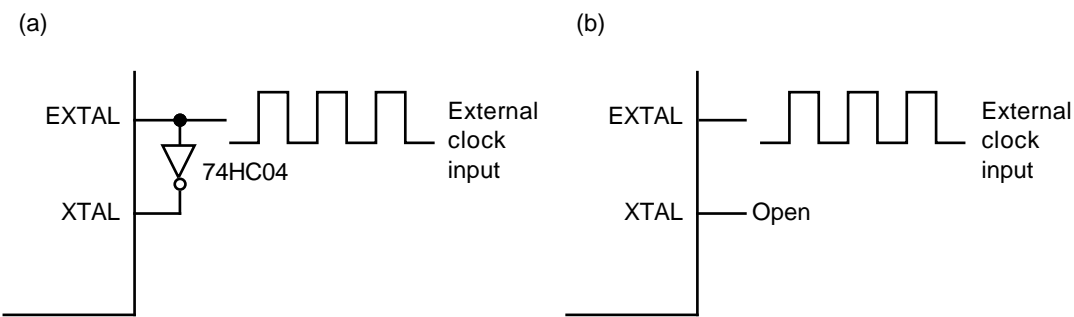 (a)
EXTAL
External
clock
input
74HC04
XTAL
(b)
EXTAL
External
clock
input
XTAL
Open